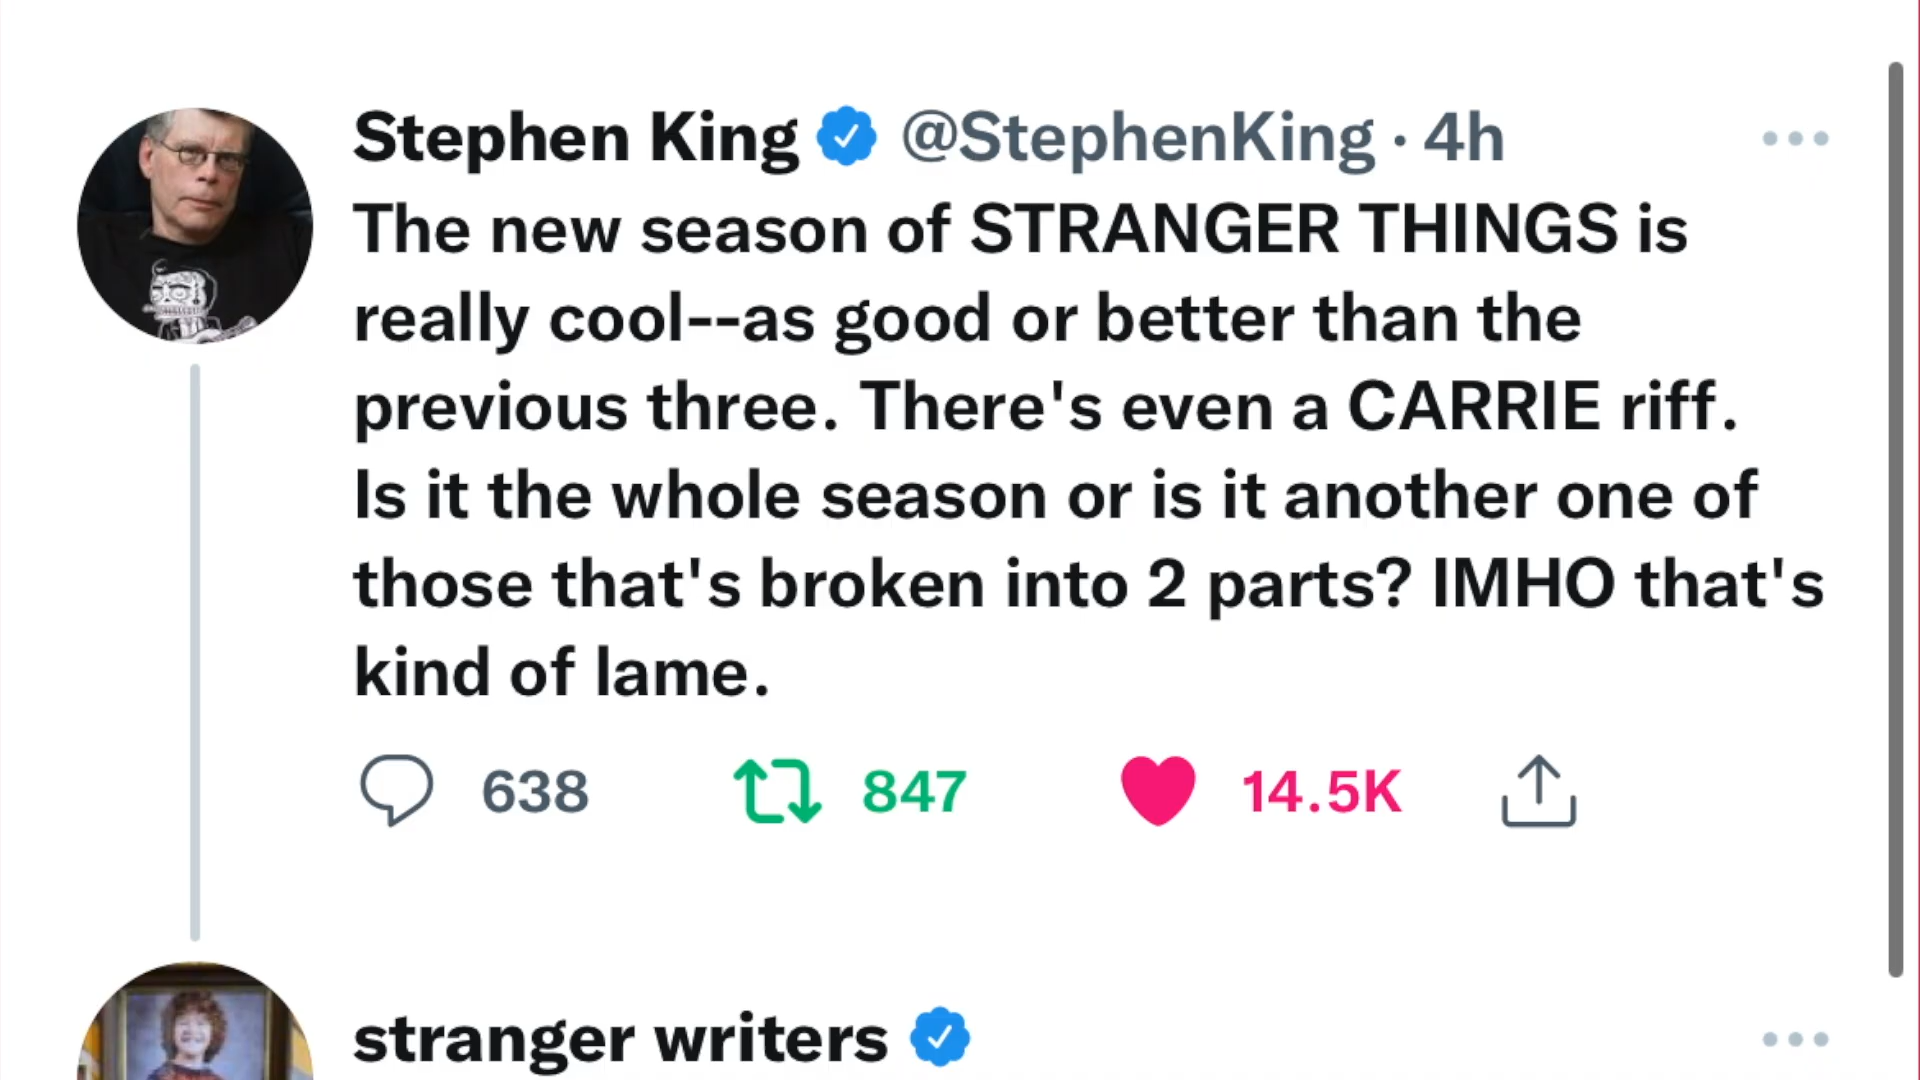 Stephen King @StephenKing · 4h
The new season of STRANGER THINGS is
really cool--as good or better than the
previous three. There's even a CARRIE riff.
Is it the whole season or is it another one of
those that's broken into 2 parts? IMHO that's
kind of lame.
638 847 14.5K
stranger writers